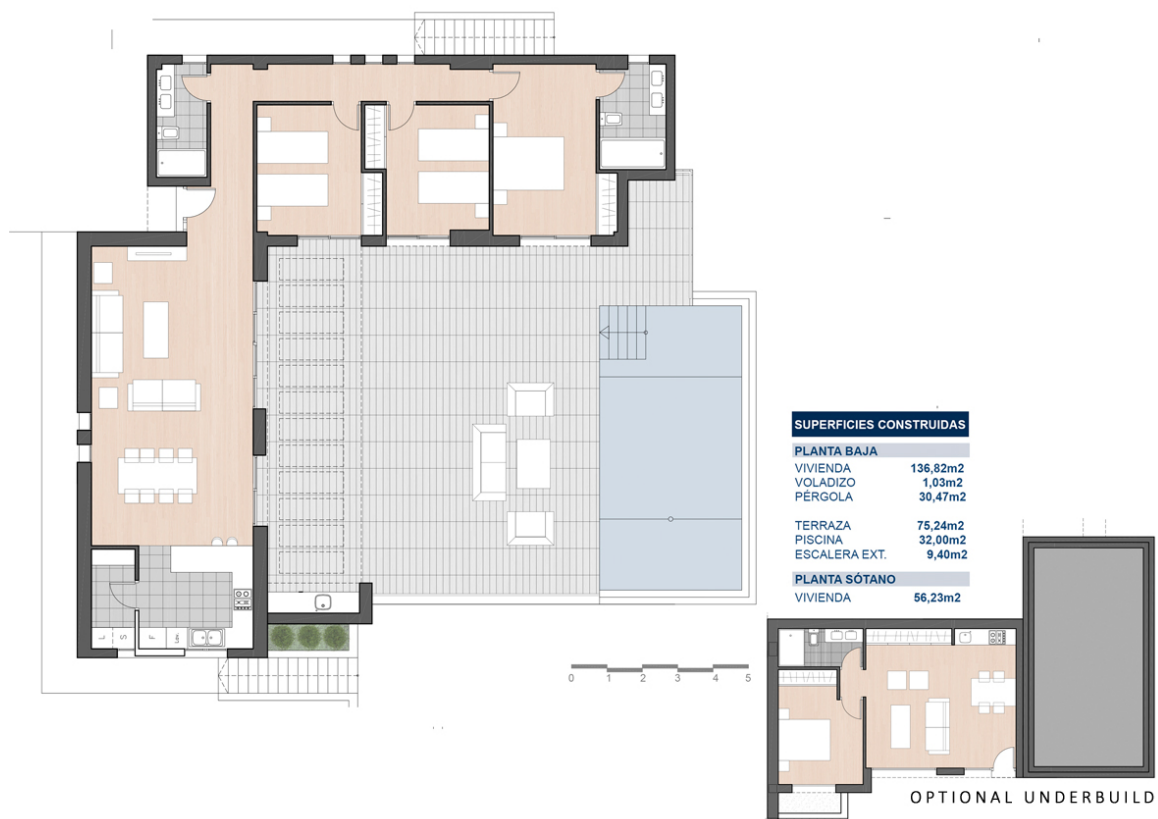 SUPERFICIES CONSTRUIDAS
PLANTA BAJA
VIVIENDA 136,82m2
VOLADIZO 1,03m2
PÉRGOLA 30,47m2
TERRAZA 75,24m2
PISCINA 32,00m2
ESCALERA EXT. 9,40m2
PLANTA SÓTANO
VIVIENDA 56,23m2
L S F Lav.
0 1 2 3 4 5
OPTIONAL UNDERBUILD